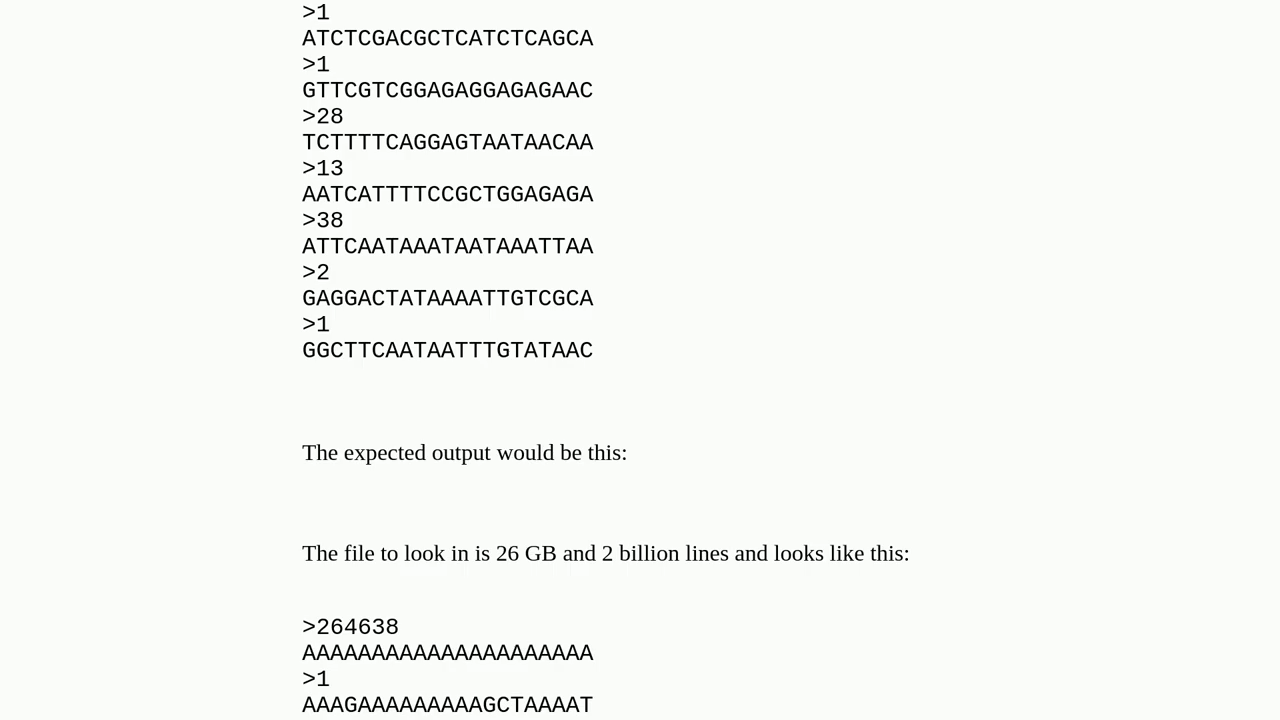 >1
ATCTCGACGCTCATCTCAGCA
>1
GTTCGTCGGAGAGGAGAGAAC
>28
TCTTTTCAGGAGTAATAACAA
>13
AATCATTTTCCGCTGGAGAGA
>38
ATTCAATAAATAATAAATTAA
>2
GAGGACTATAAAATTGTCGCA
>1
GGCTTCAATAATTTGTATAAC
The expected output would be this:
The file to look in is 26 GB and 2 billion lines and looks like this:
>264638
AAAAAAAAAAAAAAAAAAAAA
>1
AAAGAAAAAAAAAGCTAAAAT